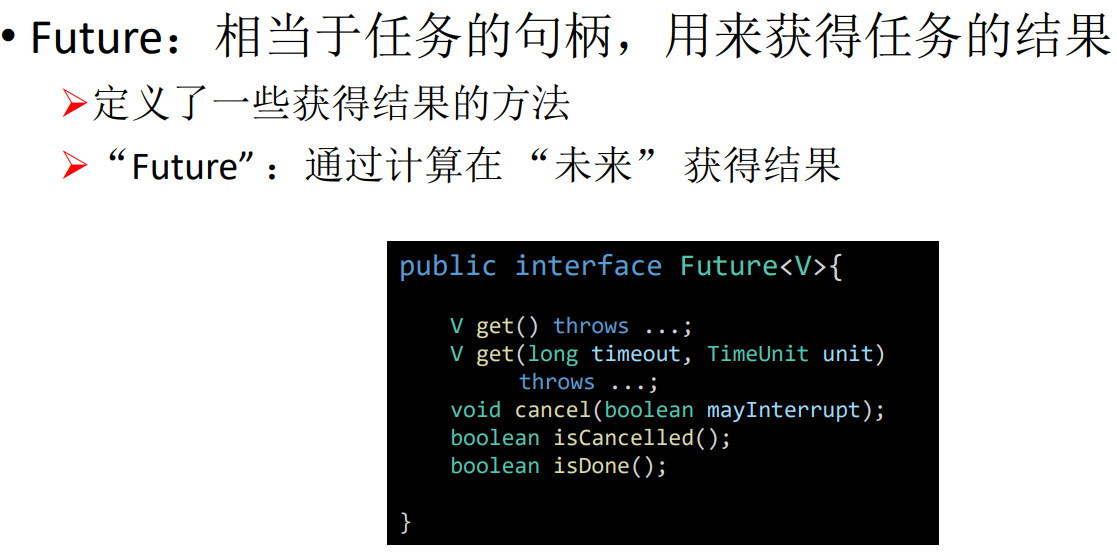 • Future：相当于任务的句柄，用来获得任务的结果
➢定义了一些获得结果的方法
➢“Future”：通过计算在 “未来” 获得结果
public interface Future<V>{
V get() throws ...;
V get(long timeout, TimeUnit unit)
throws ...;
void cancel(boolean mayInterrupt);
boolean isCancelled();
boolean isDone();
}